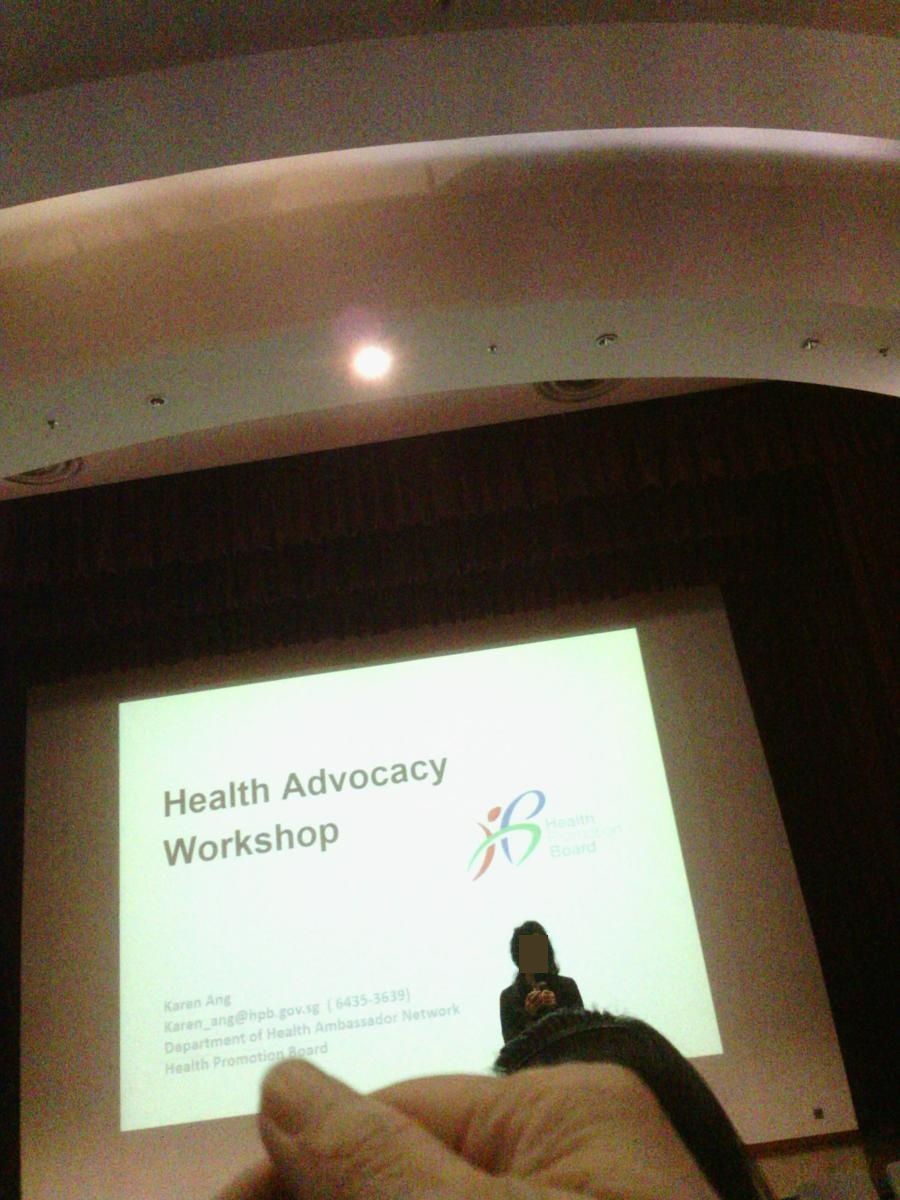 Health Advocacy
Workshop
Health
Promotion
Board
Karen Ang
Karen_ang@hpb.gov.sg ( 6435-3639)
Department of Health Ambassador Network
Health Promotion Board